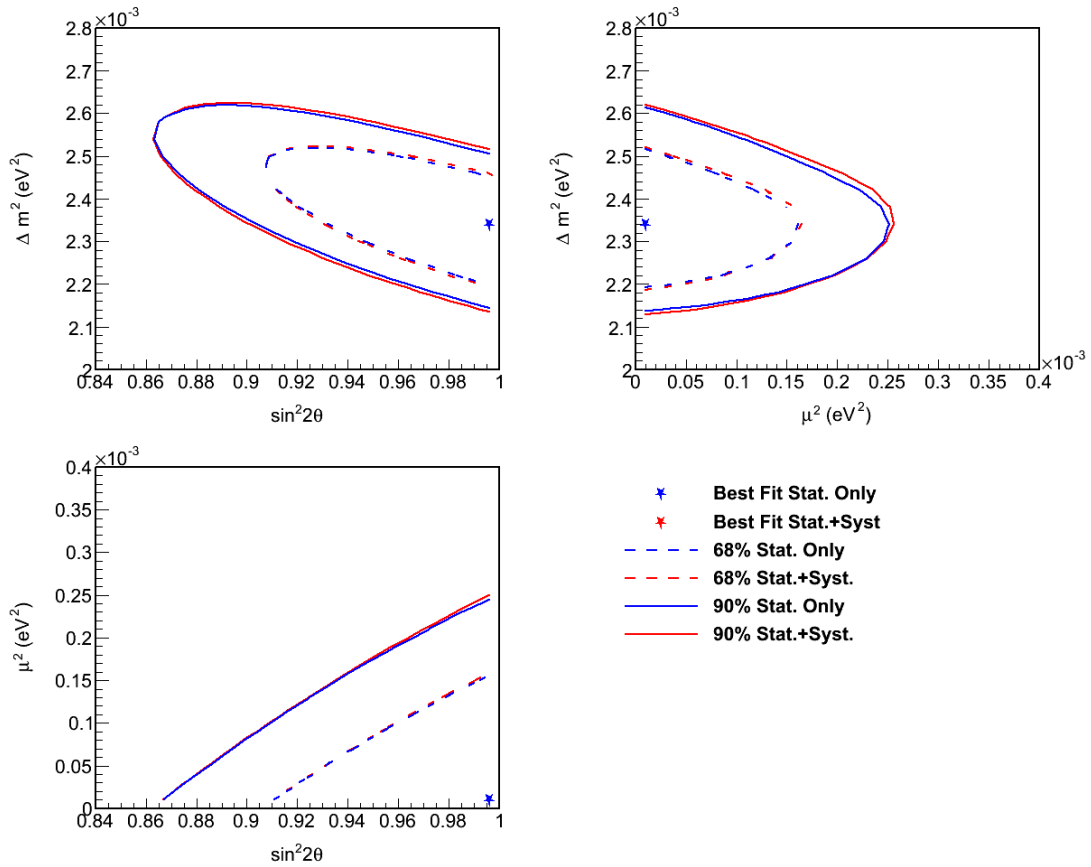 ×10⁻³
2.8
2.7
2.6
2.5
2.4
2.3
2.2
2.1
2
Δ m² (eV²)
0.84 0.86 0.88 0.9 0.92 0.94 0.96 0.98 1
sin²2θ
×10⁻³
2.8
2.7
2.6
2.5
2.4
2.3
2.2
2.1
2
Δ m² (eV²)
0 0.05 0.1 0.15 0.2 0.25 0.3 0.35 0.4
×10⁻³
μ² (eV²)
×10⁻³
0.4
0.35
0.3
0.25
0.2
0.15
0.1
0.05
0
μ² (eV²)
0.84 0.86 0.88 0.9 0.92 0.94 0.96 0.98 1
sin²2θ
Best Fit Stat. Only
Best Fit Stat.+Syst
68% Stat. Only
68% Stat.+Syst.
90% Stat. Only
90% Stat.+Syst.